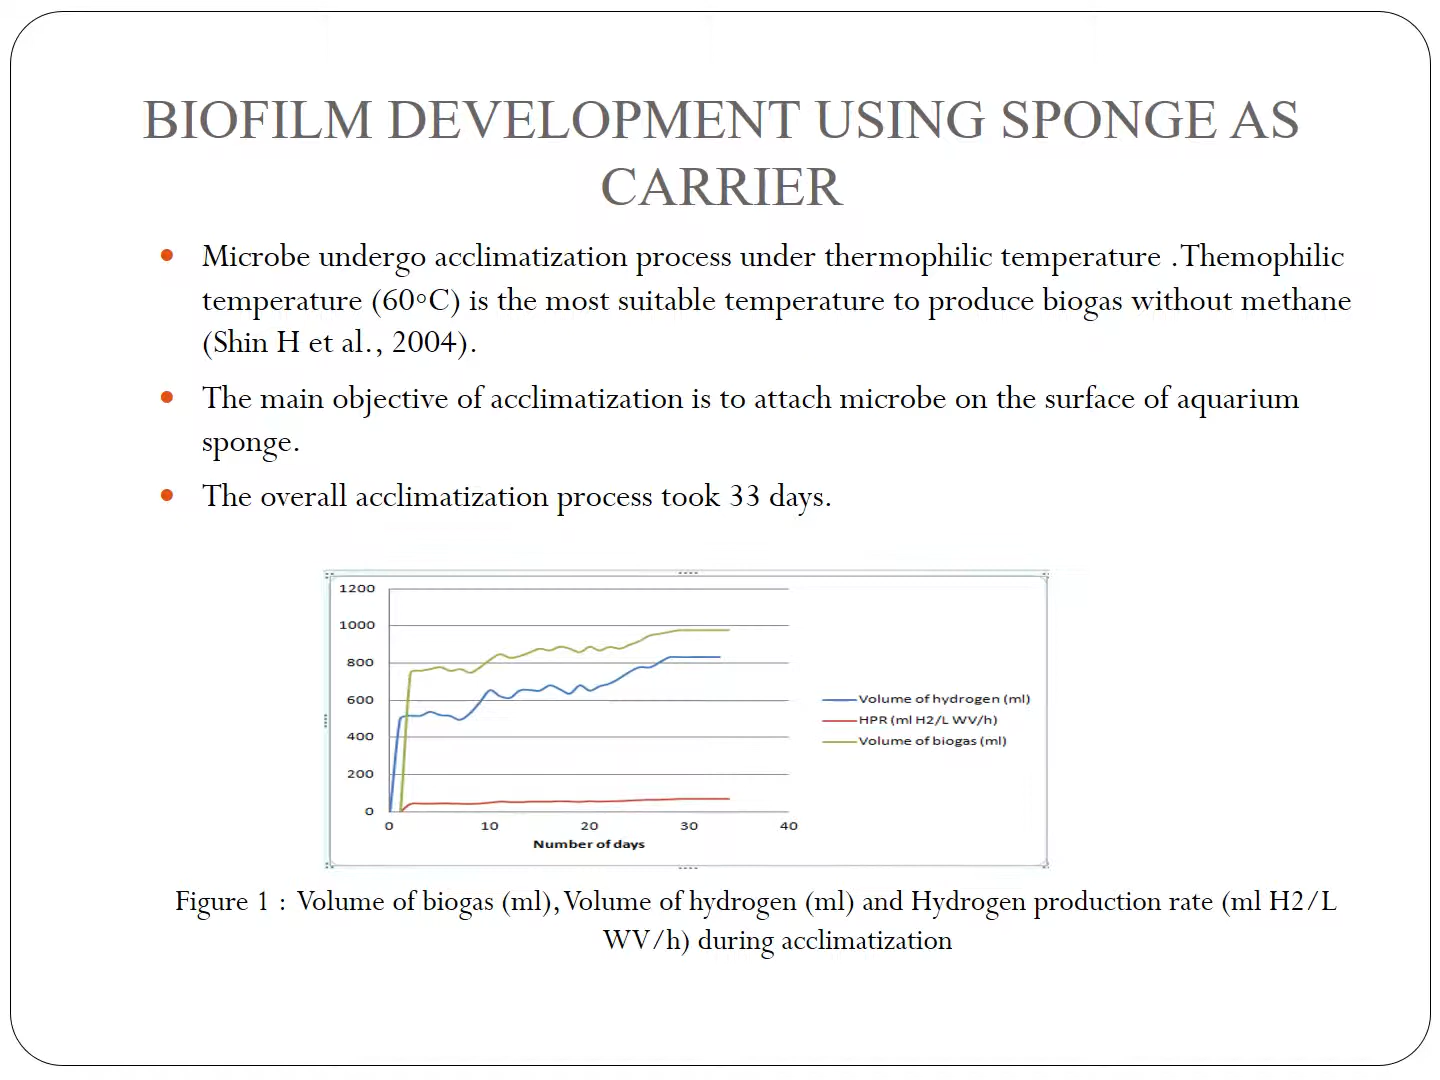 BIOFILM DEVELOPMENT USING SPONGE AS
CARRIER
Microbe undergo acclimatization process under thermophilic temperature .Themophilic
temperature (60∘C) is the most suitable temperature to produce biogas without methane
(Shin H et al., 2004).
The main objective of acclimatization is to attach microbe on the surface of aquarium
sponge.
The overall acclimatization process took 33 days.
1200
1000
800
600
400
200
0
0 10 20 30 40
Number of days
Volume of hydrogen (ml)
HPR (ml H2/L WV/h)
Volume of biogas (ml)
Figure 1 : Volume of biogas (ml), Volume of hydrogen (ml) and Hydrogen production rate (ml H2/L
WV/h) during acclimatization